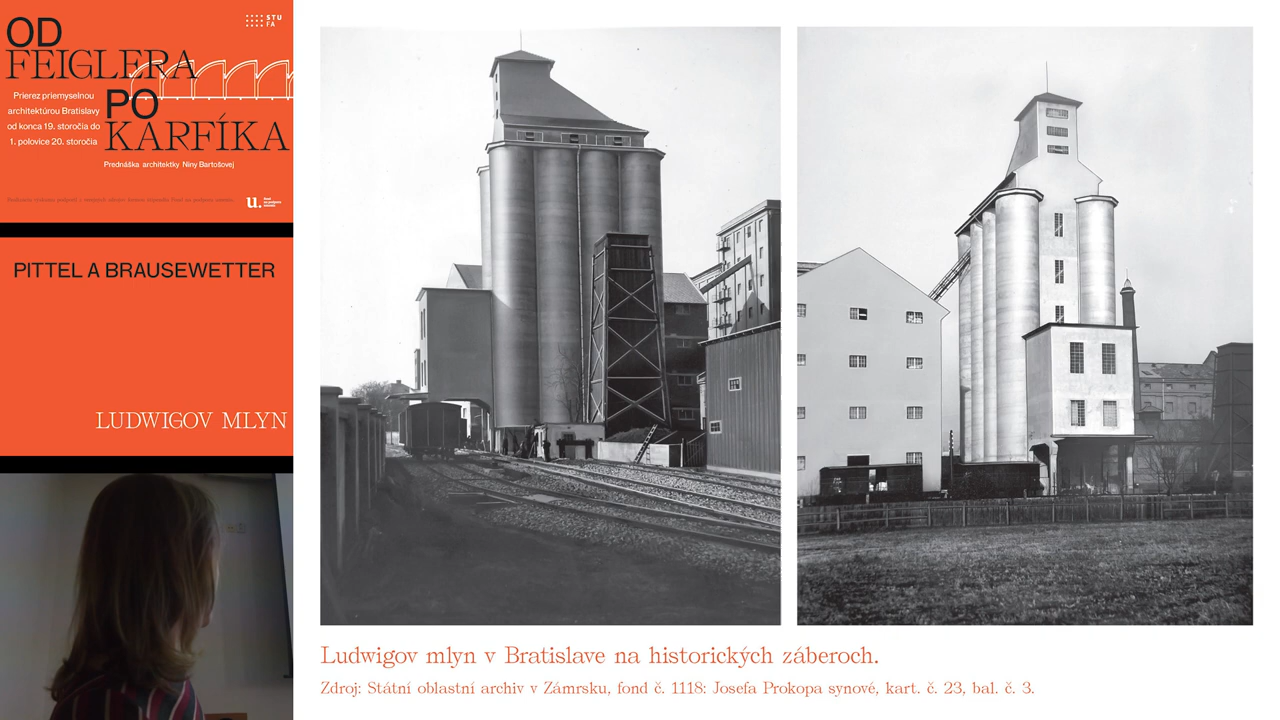 OD
FEIGLERA
PO
KARFÍKA
STU
FA
Prierez priemyselnou
architektúrou Bratislavy
od konca 19. storočia do
1. polovice 20. storočia
Prednáška architektky Niny Bartošovej
u.
PITTEL A BRAUSEWETTER
LUDWIGOV MLYN
Ludwigov mlyn v Bratislave na historických záberoch.
Zdroj: Státní oblastní archiv v Zámrsku, fond č. 1118: Josefa Prokopa synové, kart. č. 23, bal. č. 3.